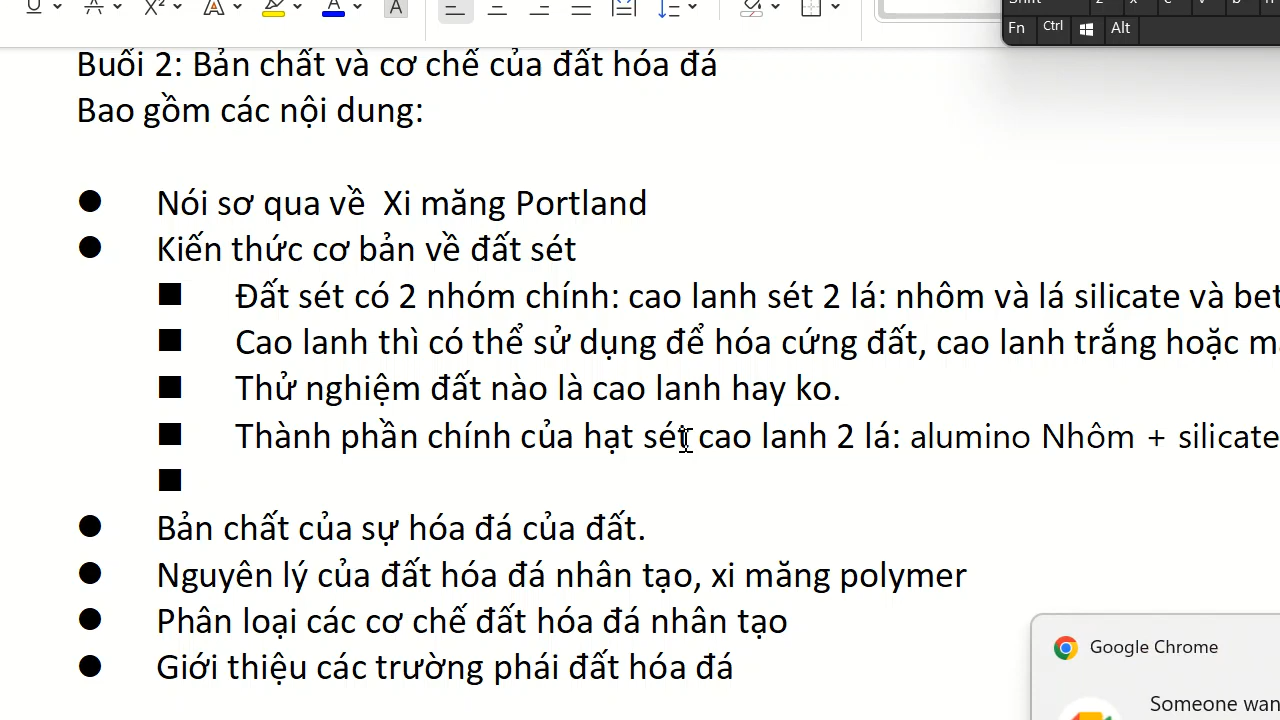 Shift z x c v b
Fn Ctrl Alt
Buổi 2: Bản chất và cơ chế của đất hóa đá
Bao gồm các nội dung:
Nói sơ qua về Xi măng Portland
Kiến thức cơ bản về đất sét
Đất sét có 2 nhóm chính: cao lanh sét 2 lá: nhôm và lá silicate và
Cao lanh thì có thể sử dụng để hóa cứng đất, cao lanh trắng hoặc
Thử nghiệm đất nào là cao lanh hay ko.
Thành phần chính của hạt sét cao lanh 2 lá: alumino Nhôm + silicate
Bản chất của sự hóa đá của đất.
Nguyên lý của đất hóa đá nhân tạo, xi măng polymer
Phân loại các cơ chế đất hóa đá nhân tạo
Giới thiệu các trường phái đất hóa đá
Google Chrome
Someone